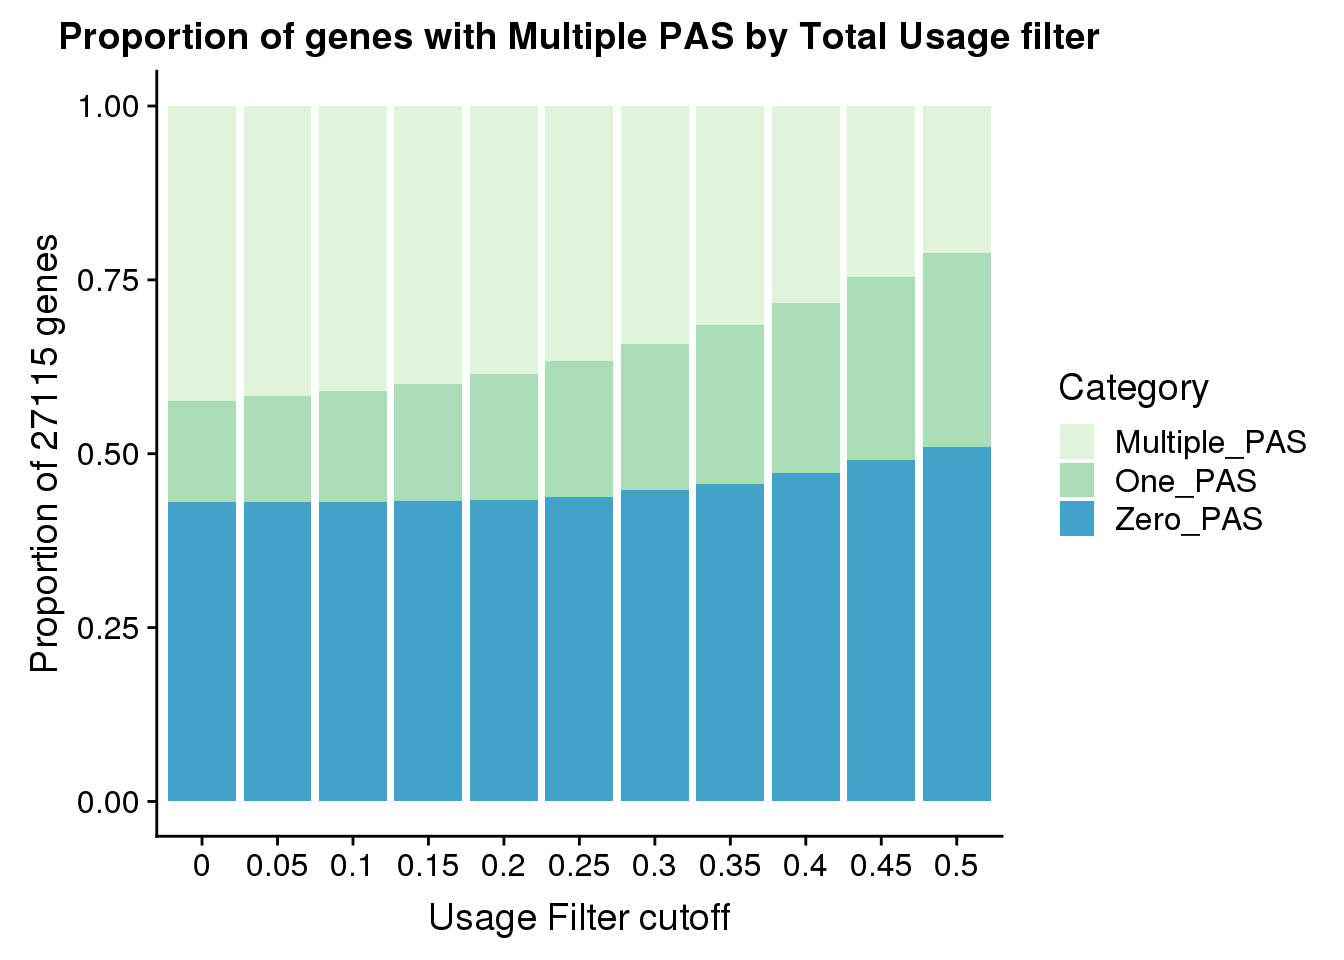 Proportion of genes with Multiple PAS by Total Usage filter
Proportion of 27115 genes
1.00
0.75
0.50
0.25
0.00
0 0.05 0.1 0.15 0.2 0.25 0.3 0.35 0.4 0.45 0.5
Usage Filter cutoff
Category
Multiple_PAS
One_PAS
Zero_PAS